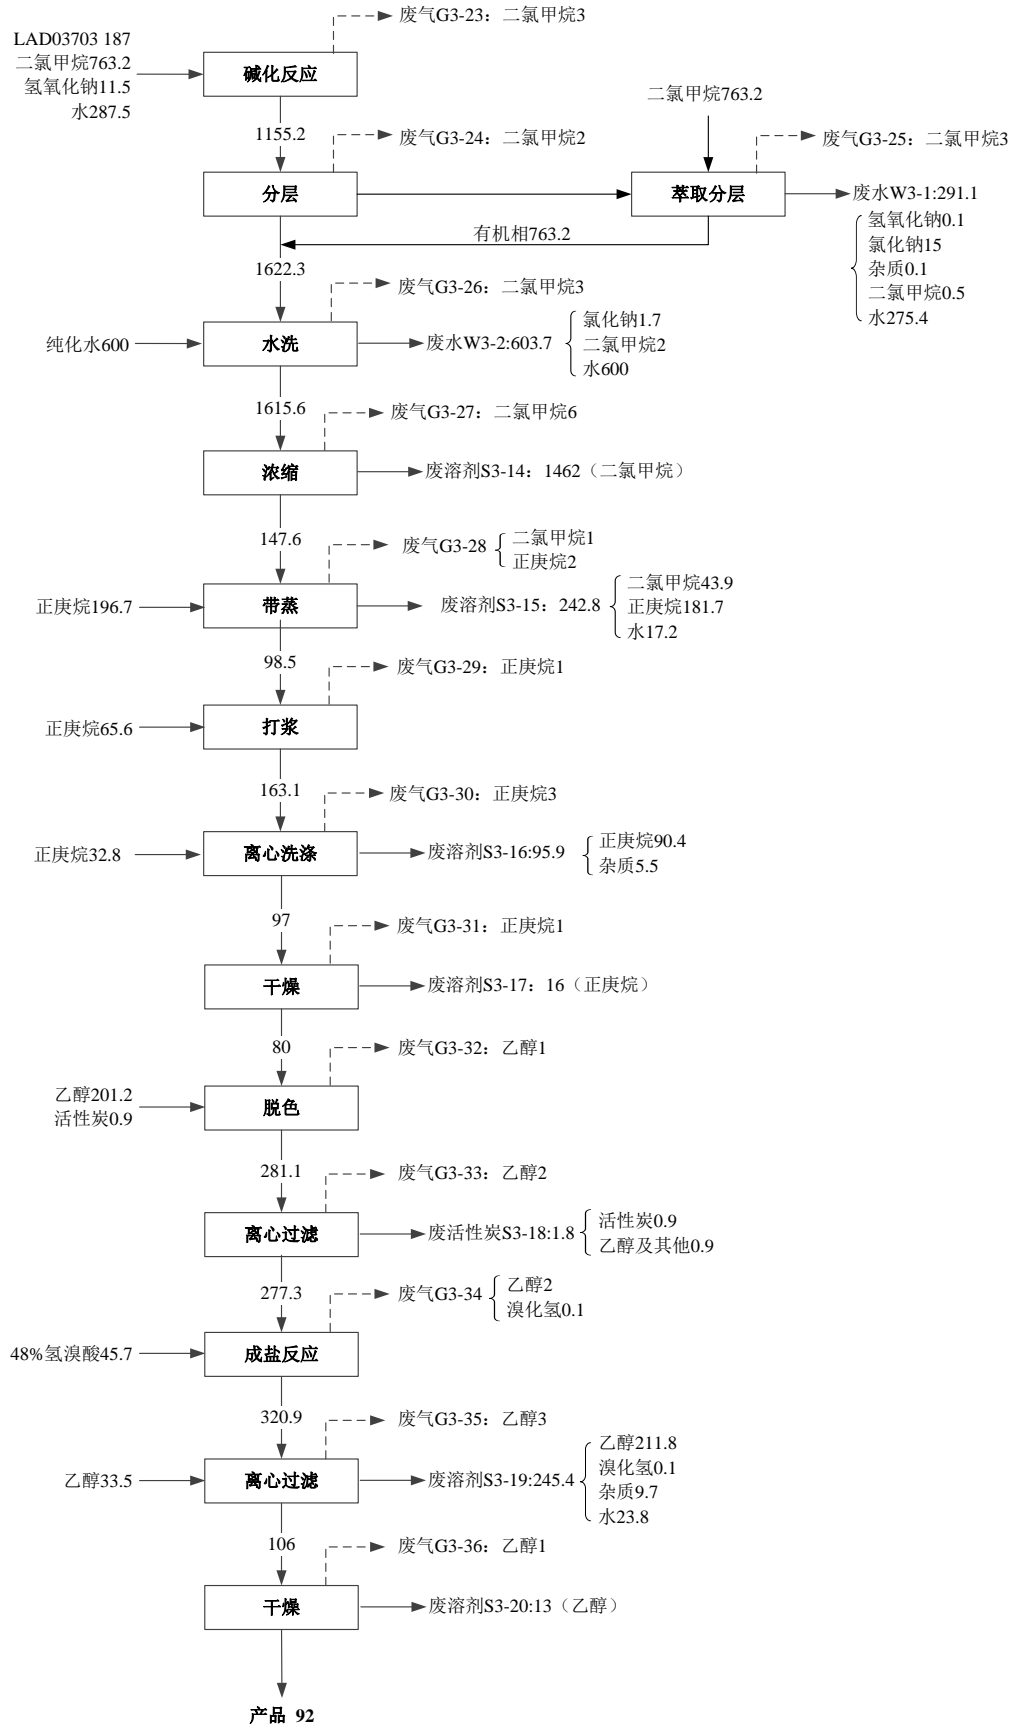 废气G3-23：二氯甲烷3
LAD03703 187
二氯甲烷763.2
氢氧化钠11.5
水287.5
碱化反应
二氯甲烷763.2
1155.2
废气G3-24：二氯甲烷2
废气G3-25：二氯甲烷3
分层
萃取分层
废水W3-1:291.1
氢氧化钠0.1
氯化钠15
杂质0.1
二氯甲烷0.5
水275.4
有机相763.2
1622.3
废气G3-26：二氯甲烷3
纯化水600
水洗
废水W3-2:603.7
氯化钠1.7
二氯甲烷2
水600
1615.6
废气G3-27：二氯甲烷6
浓缩
废溶剂S3-14：1462（二氯甲烷）
147.6
废气G3-28
二氯甲烷1
正庚烷2
正庚烷196.7
带蒸
废溶剂S3-15：242.8
二氯甲烷43.9
正庚烷181.7
水17.2
98.5
废气G3-29：正庚烷1
正庚烷65.6
打浆
163.1
废气G3-30：正庚烷3
正庚烷32.8
离心洗涤
废溶剂S3-16:95.9
正庚烷90.4
杂质5.5
97
废气G3-31：正庚烷1
干燥
废溶剂S3-17：16（正庚烷）
80
废气G3-32：乙醇1
乙醇201.2
活性炭0.9
脱色
281.1
废气G3-33：乙醇2
离心过滤
废活性炭S3-18:1.8
活性炭0.9
乙醇及其他0.9
277.3
废气G3-34
乙醇2
溴化氢0.1
48%氢溴酸45.7
成盐反应
320.9
废气G3-35：乙醇3
乙醇33.5
离心过滤
废溶剂S3-19:245.4
乙醇211.8
溴化氢0.1
杂质9.7
水23.8
106
废气G3-36：乙醇1
干燥
废溶剂S3-20:13（乙醇）
产品 92